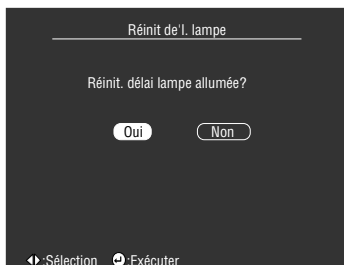 Réinit de'l. lampe
Réinit. délai lampe allumée?
Oui Non
:Sélection :Exécuter